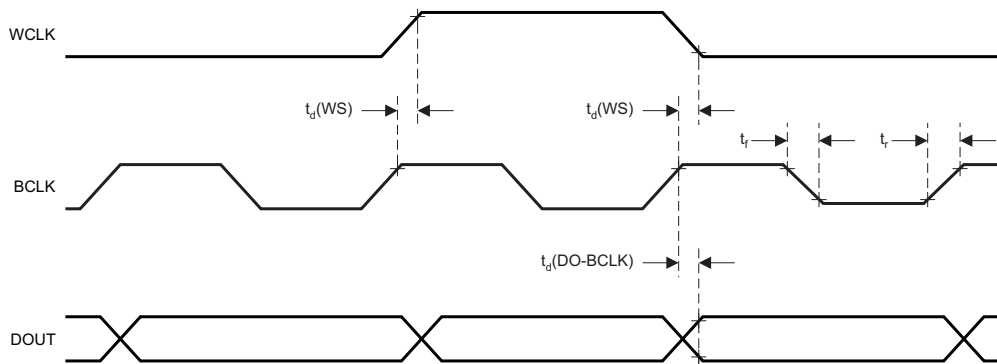 WCLK
td(WS)
td(WS)
tf
tr
BCLK
td(DO-BCLK)
DOUT